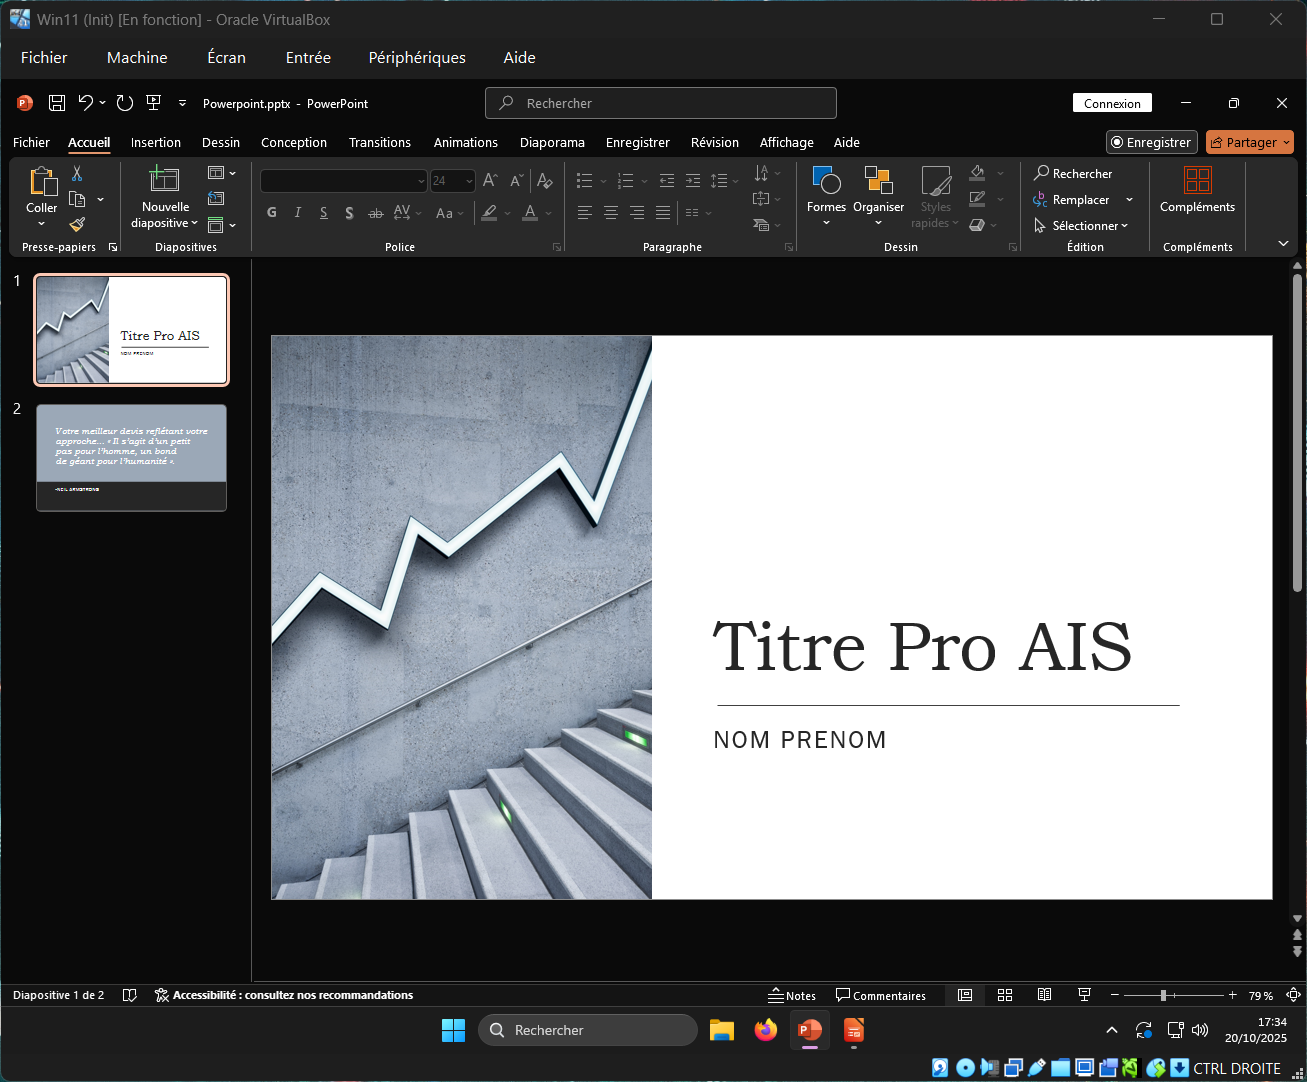 Win11 (Init) [En fonction] - Oracle VirtualBox
Fichier Machine Écran Entrée Périphériques Aide
Powerpoint.pptx - PowerPoint
Rechercher
Connexion
Fichier Accueil Insertion Dessin Conception Transitions Animations Diaporama Enregistrer Révision Affichage Aide
Enregistrer
Partager
Coller
Nouvelle
diapositive
24
G I S S ab AV Aa A
Formes Organiser Styles
rapides
Rechercher
Remplacer
Sélectionner
Compléments
Presse-papiers Diapositives Police Paragraphe Dessin Édition Compléments
1
Titre Pro AIS
NOM PRENOM
2
Votre meilleur devis reflétant votre
approche... « Il s'agit d'un petit
pas pour l'homme, un bond
de géant pour l'humanité ».
-NEIL ARMSTRONG
Titre Pro AIS
NOM PRENOM
Diapositive 1 de 2
Accessibilité : consultez nos recommandations
Notes
Commentaires
79 %
Rechercher
17:34
20/10/2025
CTRL DROITE